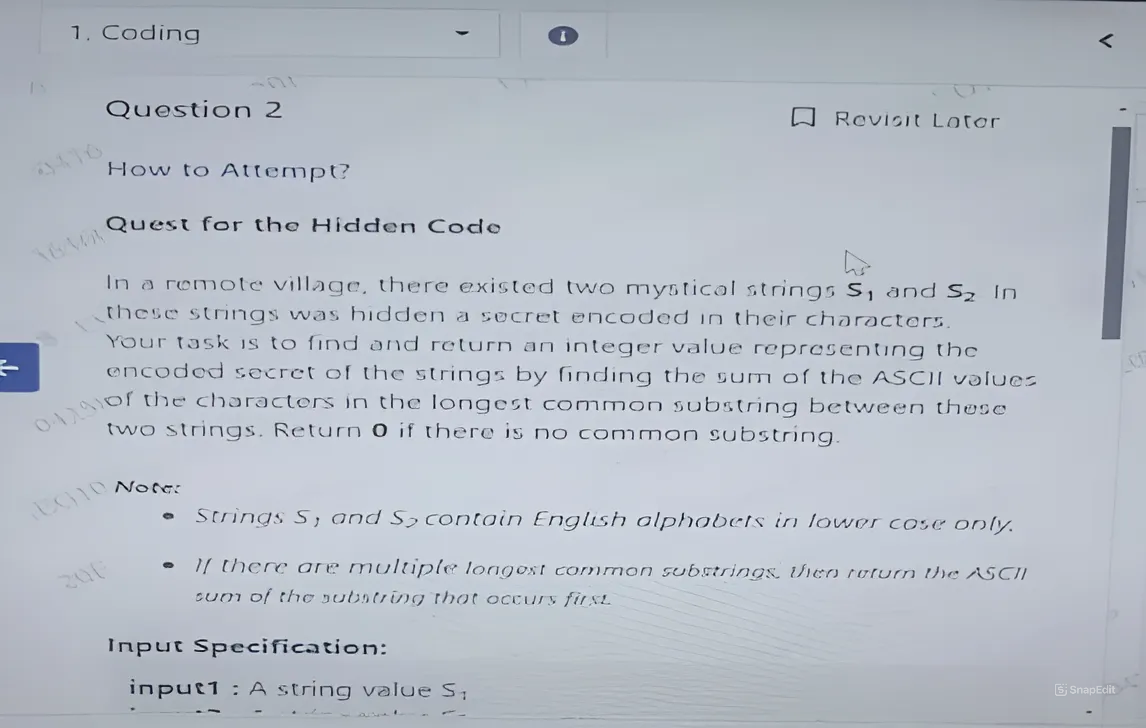 1. Coding
i
<
Question 2
Revisit Later
How to Attempt?
Quest for the Hidden Code
In a remote village, there existed two mystical strings S1 and S2 In
these strings was hidden a secret encoded in their characters.
Your task is to find and return an integer value representing the
encoded secret of the strings by finding the sum of the ASCII values
of the characters in the longest common substring between these
two strings. Return 0 if there is no common substring.
Note:
• Strings S1 and S2 contain English alphabets in lower case only.
• If there are multiple longest common substrings, then return the ASCII
sum of the substring that occurs first.
Input Specification:
input1 : A string value S1
SnapEdit